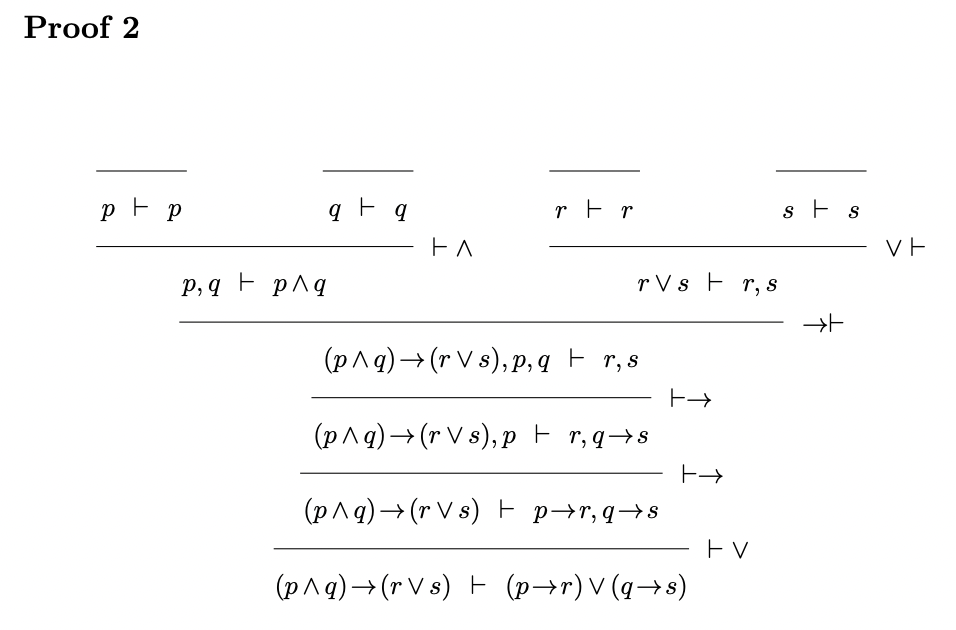 Proof 2
p ⊢ p q ⊢ q r ⊢ r s ⊢ s
⊢∧ ∨⊢
p,q ⊢ p∧q r∨s ⊢ r,s
→⊢
(p∧q)→(r∨s),p,q ⊢ r,s
⊢→
(p∧q)→(r∨s),p ⊢ r,q→s
⊢→
(p∧q)→(r∨s) ⊢ p→r,q→s
⊢∨
(p∧q)→(r∨s) ⊢ (p→r)∨(q→s)